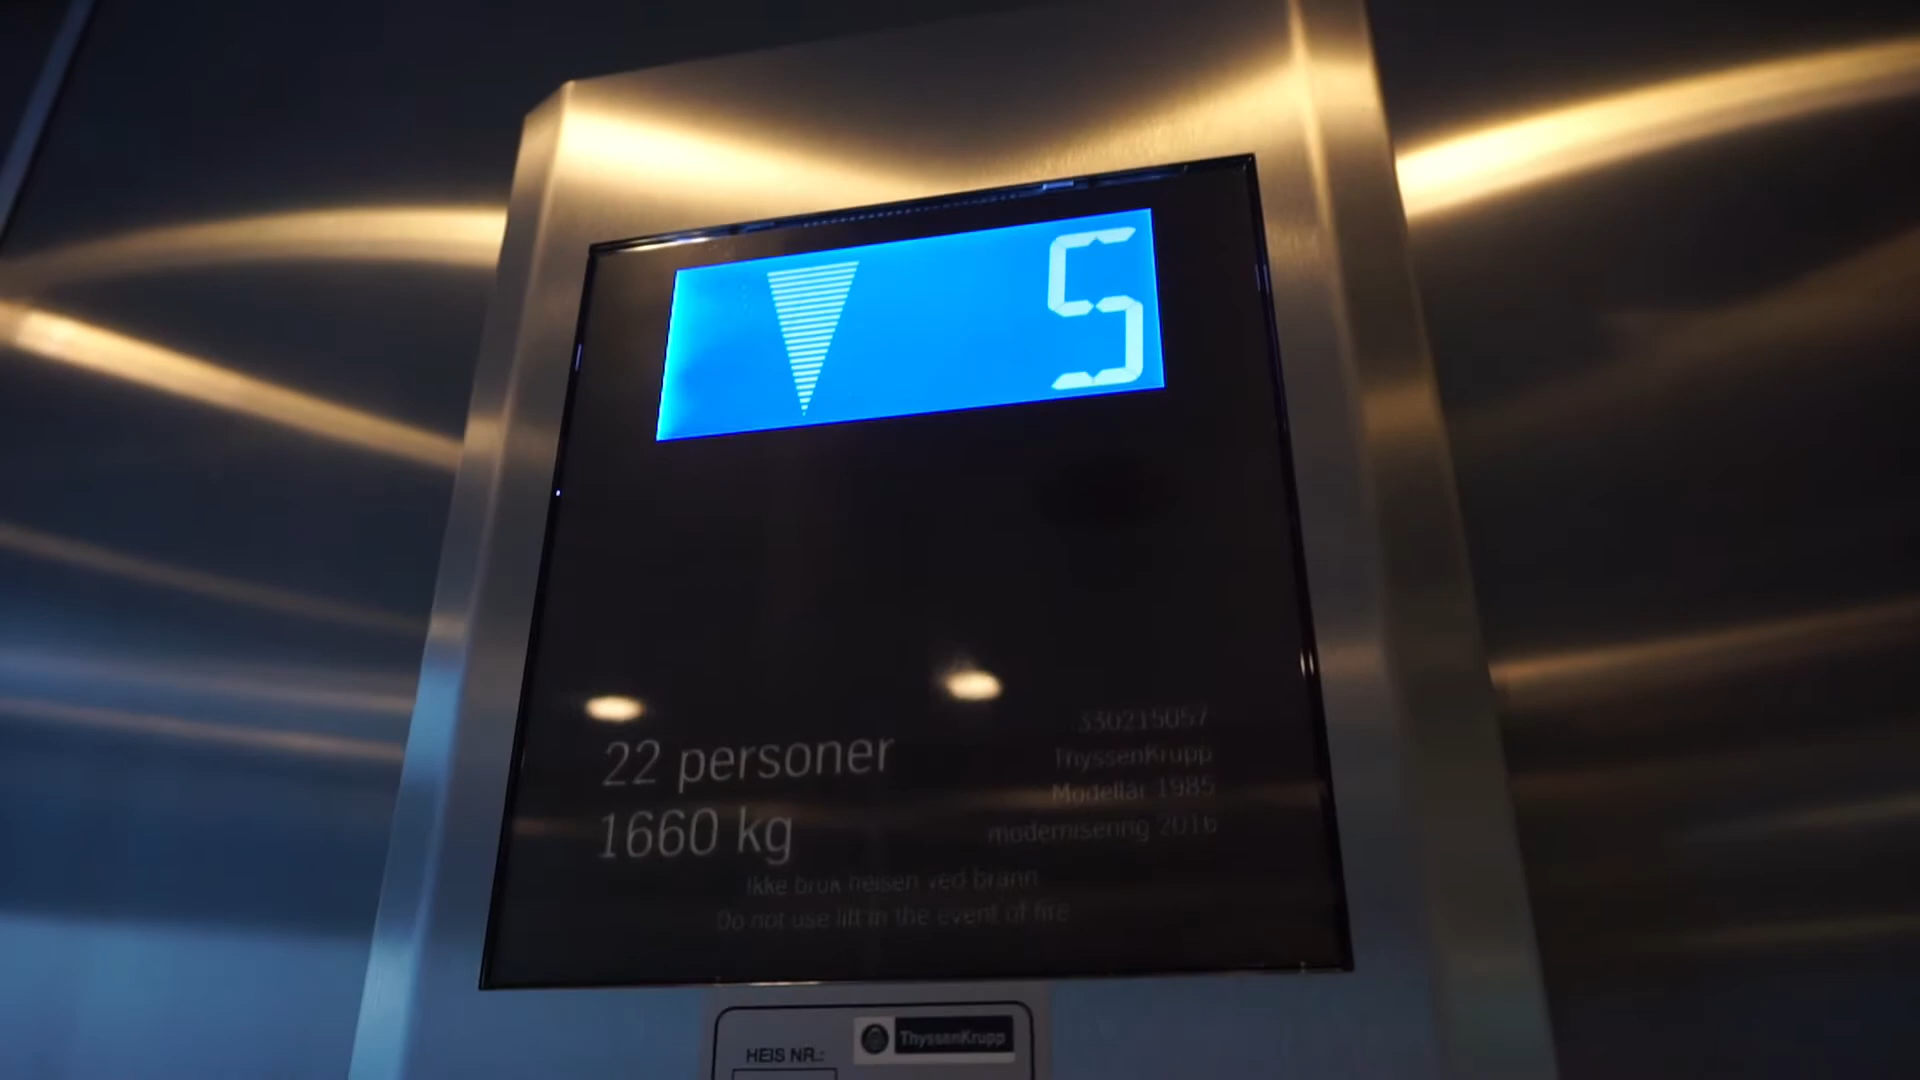 5
22 personer
1660 kg
330215057
ThyssenKrupp
Modellår 1985
modernisering 2016
Ikke bruk heisen ved brann
Do not use lift in the event of fire
HEIS NR.:
ThyssenKrupp